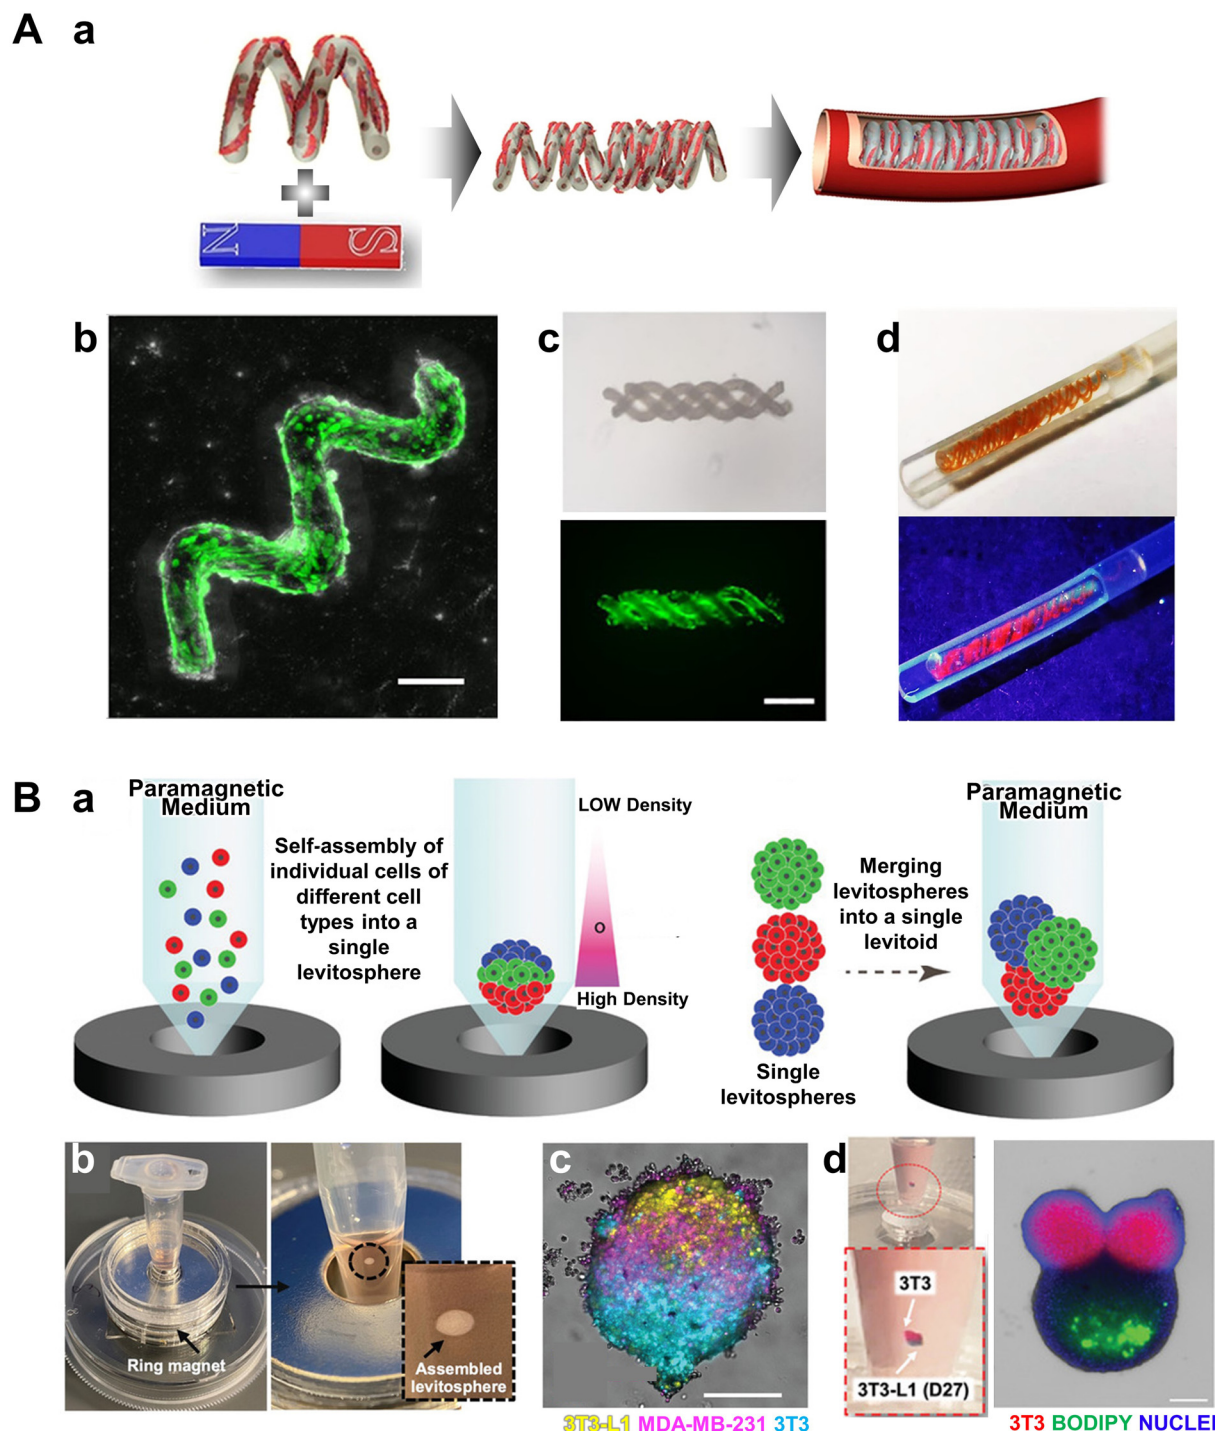 A a
N S
b
c
d
B a
Paramagnetic
Medium
Self-assembly of
individual cells of
different cell
types into a
single
levitosphere
LOW Density
O
High Density
Merging
levitospheres
into a single
levitoid
Single
levitospheres
Paramagnetic
Medium
b
Ring magnet
Assembled
levitosphere
c
3T3-L1 MDA-MB-231 3T3
d
3T3
3T3-L1 (D27)
3T3 BODIPY NUCLEI